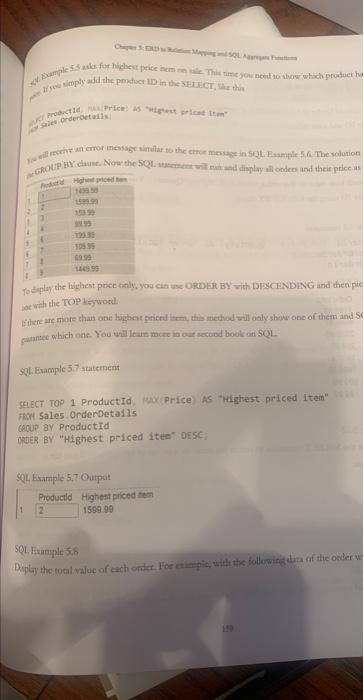 Chapter 5: ERD to Relation Mapping and SQL Aggregate Functions
SQL Example 5.5 asks for highest price item on sale. This time you need to show which product ha
If you simply add the product ID in the SELECT, like this
ProductId, MAX(Price) AS "Highest priced item"
Sales.OrderDetails;
You will receive an error message similar to the error message in SQL Example 5.6. The solution
GROUP BY clause. Now the SQL statement will run and display all orders and their price as
ProductId Highest priced item
1 1499.99
2 2 1599.99
3 3 159.99
4 99.99
5 199.99
6 7 109.99
7 8 69.99
8 9 1449.99
To display the highest price only, you can use ORDER BY with DESCENDING and then pic
one with the TOP keyword.
If there are more than one highest priced item, this method will only show one of them and S
guarantee which one. You will learn more in our second book on SQL.
SQL Example 5.7 statement
SELECT TOP 1 ProductId, MAX(Price) AS "Highest priced item"
FROM Sales.OrderDetails
GROUP BY ProductId
ORDER BY "Highest priced item" DESC;
SQL Example 5.7 Output
ProductId Highest priced item
1 2 1599.99
SQL Example 5.8
Display the total value of each order. For example, with the following data of the order w
159